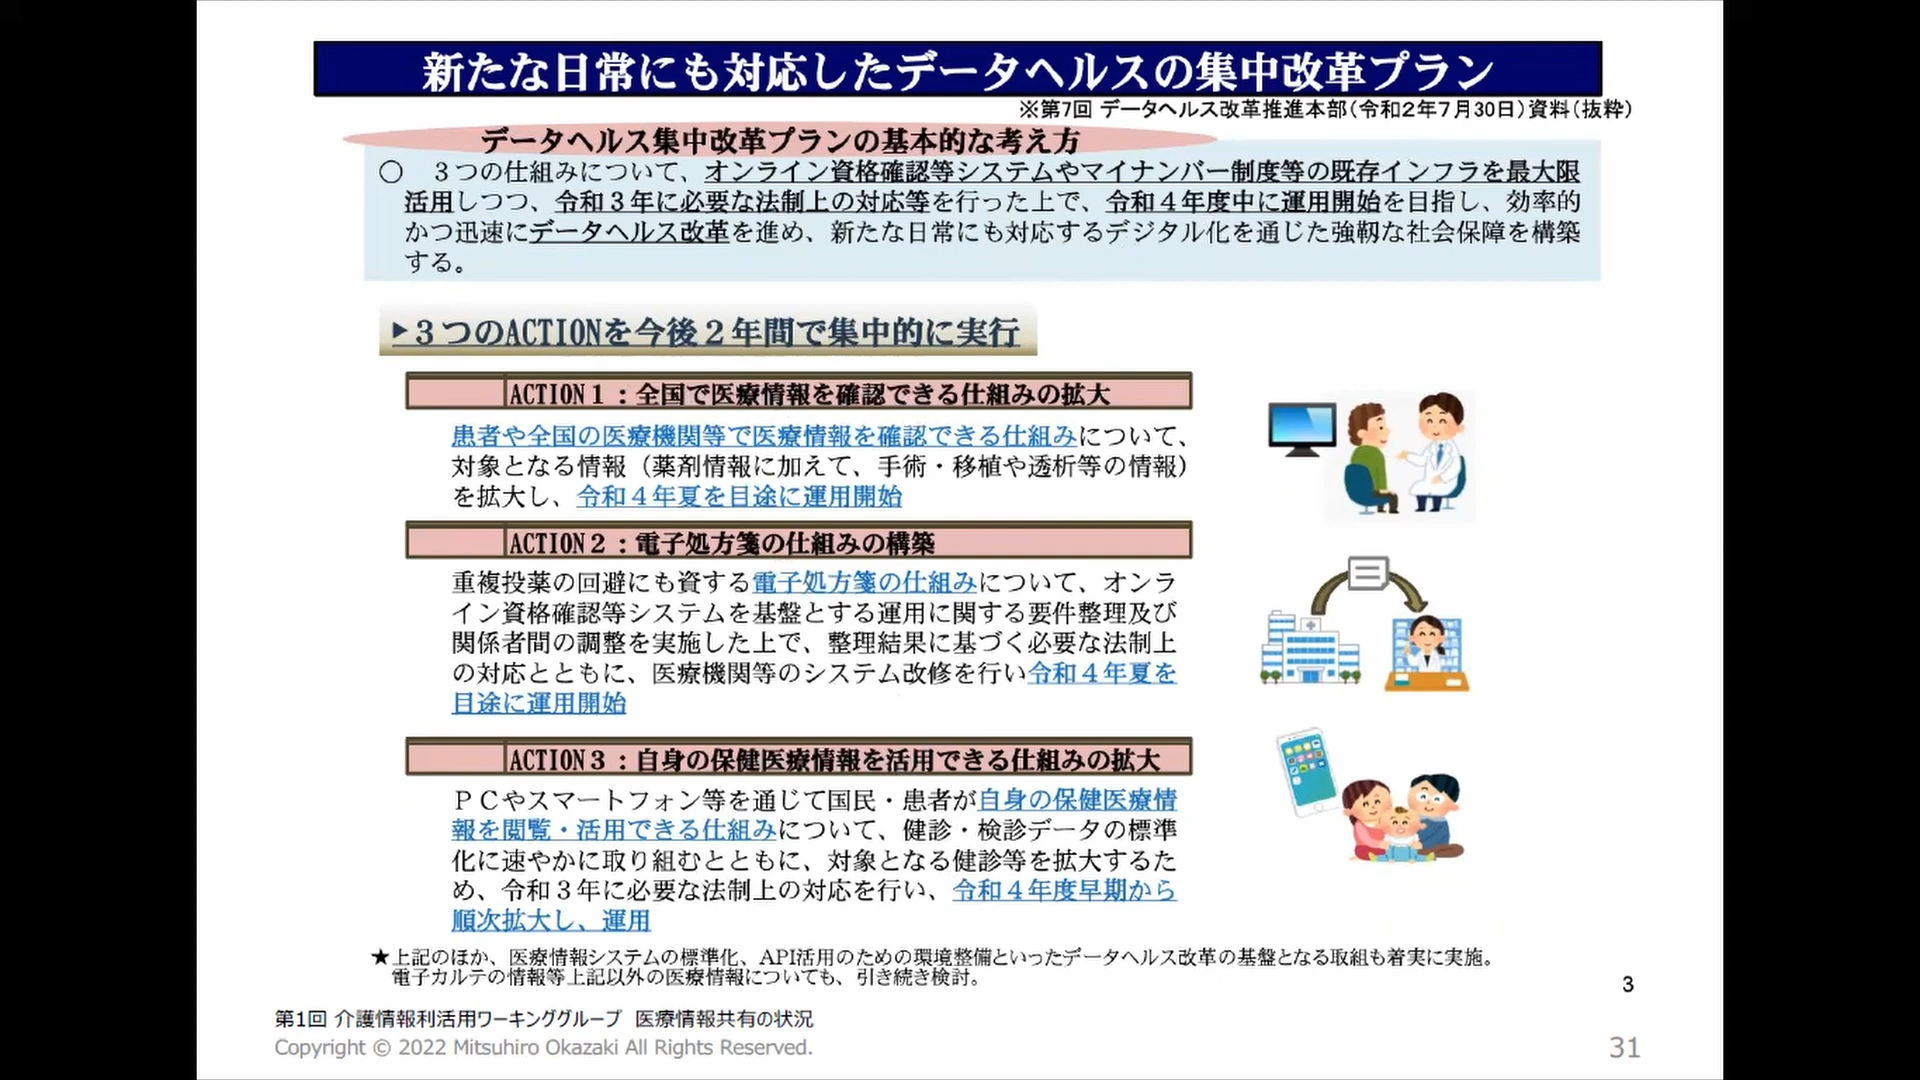 新たな日常にも対応したデータヘルスの集中改革プラン
※第7回 データヘルス改革推進本部(令和2年7月30日)資料(抜粋)
データヘルス集中改革プランの基本的な考え方
○ ３つの仕組みについて、オンライン資格確認等システムやマイナンバー制度等の既存インフラを最大限
活用しつつ、令和３年に必要な法制上の対応等を行った上で、令和４年度中に運用開始を目指し、効率的
かつ迅速にデータヘルス改革を進め、新たな日常にも対応するデジタル化を通じた強靱な社会保障を構築
する。
▶３つのACTIONを今後２年間で集中的に実行
ACTION１：全国で医療情報を確認できる仕組みの拡大
患者や全国の医療機関等で医療情報を確認できる仕組みについて、
対象となる情報（薬剤情報に加えて、手術・移植や透析等の情報）
を拡大し、令和４年夏を目途に運用開始
ACTION２：電子処方箋の仕組みの構築
重複投薬の回避にも資する電子処方箋の仕組みについて、オンラ
イン資格確認等システムを基盤とする運用に関する要件整理及び
関係者間の調整を実施した上で、整理結果に基づく必要な法制上
の対応とともに、医療機関等のシステム改修を行い令和４年夏を
目途に運用開始
ACTION３：自身の保健医療情報を活用できる仕組みの拡大
ＰＣやスマートフォン等を通じて国民・患者が自身の保健医療情
報を閲覧・活用できる仕組みについて、健診・検診データの標準
化に速やかに取り組むとともに、対象となる健診等を拡大するた
め、令和３年に必要な法制上の対応を行い、令和４年度早期から
順次拡大し、運用
★上記のほか、医療情報システムの標準化、API活用のための環境整備といったデータヘルス改革の基盤となる取組も着実に実施。
電子カルテの情報等上記以外の医療情報についても、引き続き検討。
3
第1回 介護情報利活用ワーキンググループ 医療情報共有の状況
Copyright © 2022 Mitsuhiro Okazaki All Rights Reserved.
31